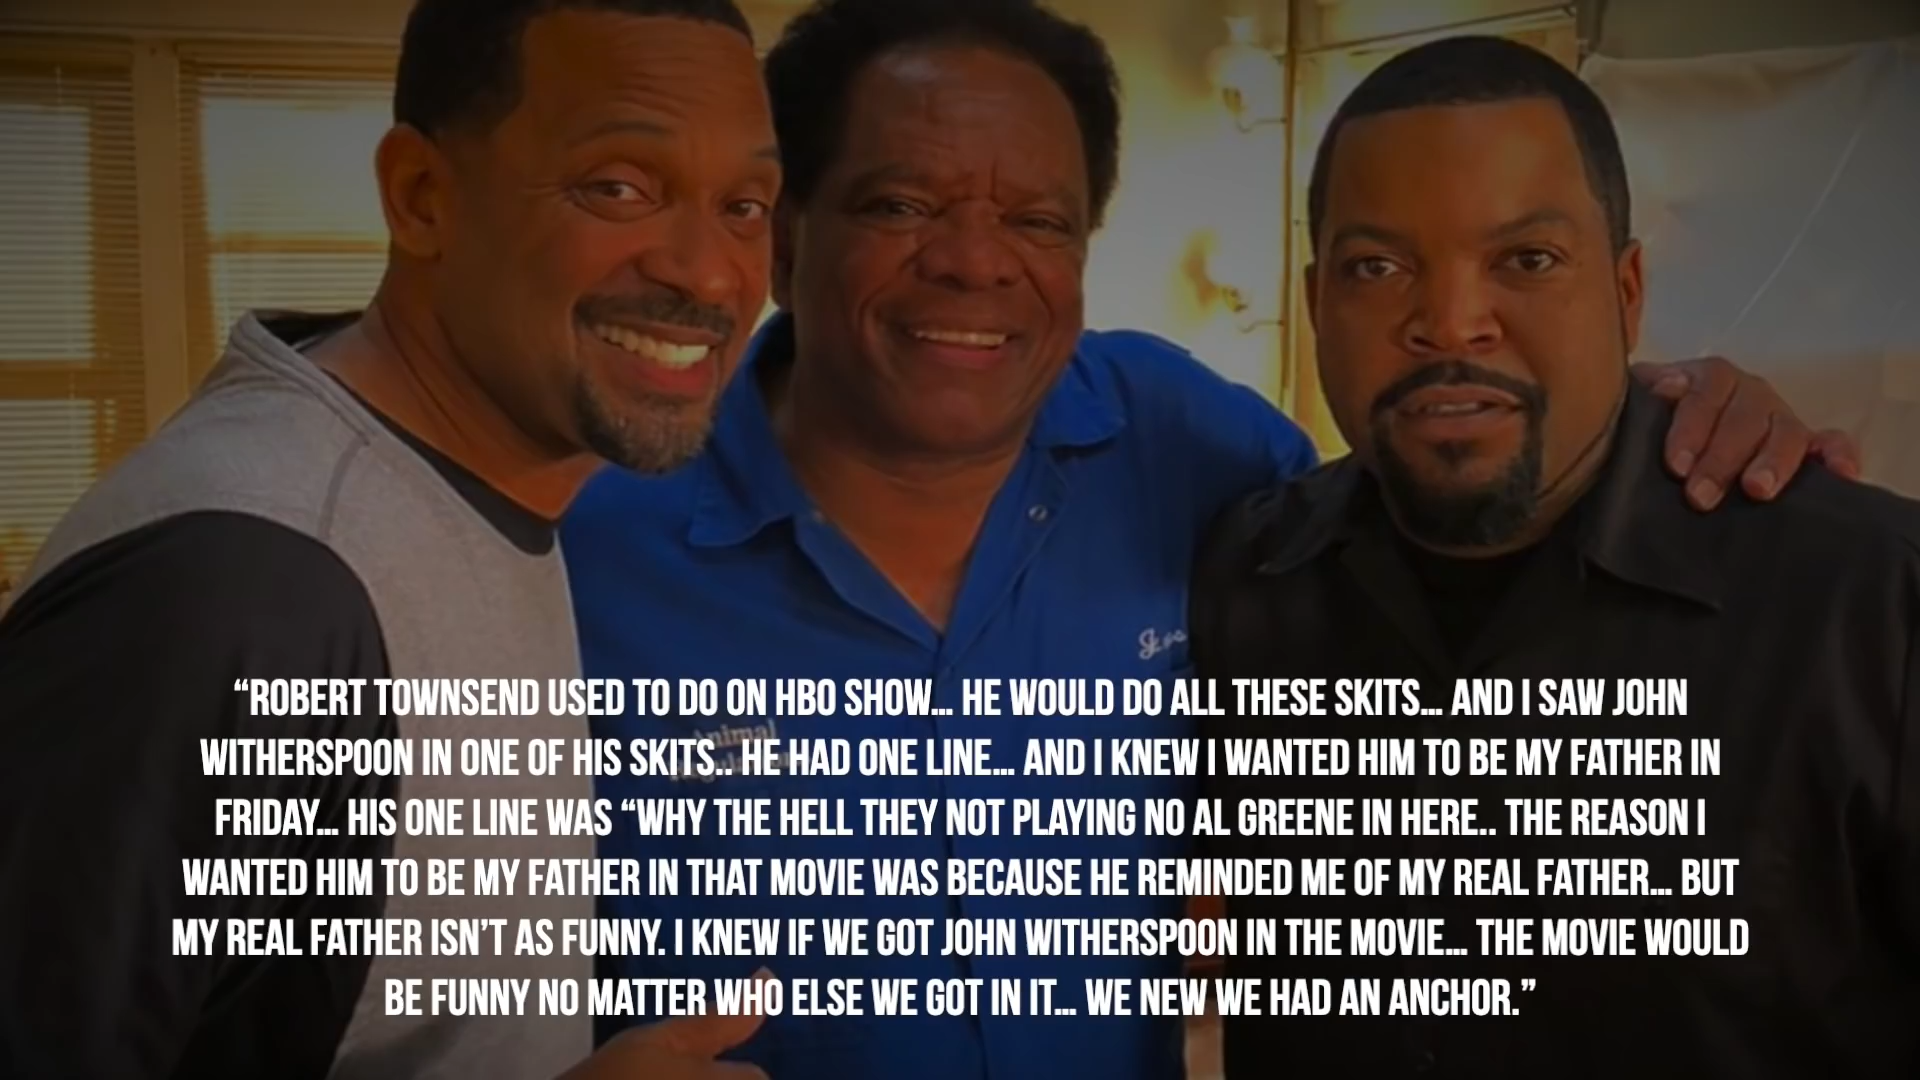 Jos
Animal
“ROBERT TOWNSEND USED TO DO ON HBO SHOW... HE WOULD DO ALL THESE SKITS... AND I SAW JOHN
WITHERSPOON IN ONE OF HIS SKITS.. HE HAD ONE LINE... AND I KNEW I WANTED HIM TO BE MY FATHER IN
FRIDAY... HIS ONE LINE WAS “WHY THE HELL THEY NOT PLAYING NO AL GREENE IN HERE.. THE REASON I
WANTED HIM TO BE MY FATHER IN THAT MOVIE WAS BECAUSE HE REMINDED ME OF MY REAL FATHER... BUT
MY REAL FATHER ISN’T AS FUNNY. I KNEW IF WE GOT JOHN WITHERSPOON IN THE MOVIE... THE MOVIE WOULD
BE FUNNY NO MATTER WHO ELSE WE GOT IN IT... WE NEW WE HAD AN ANCHOR.”